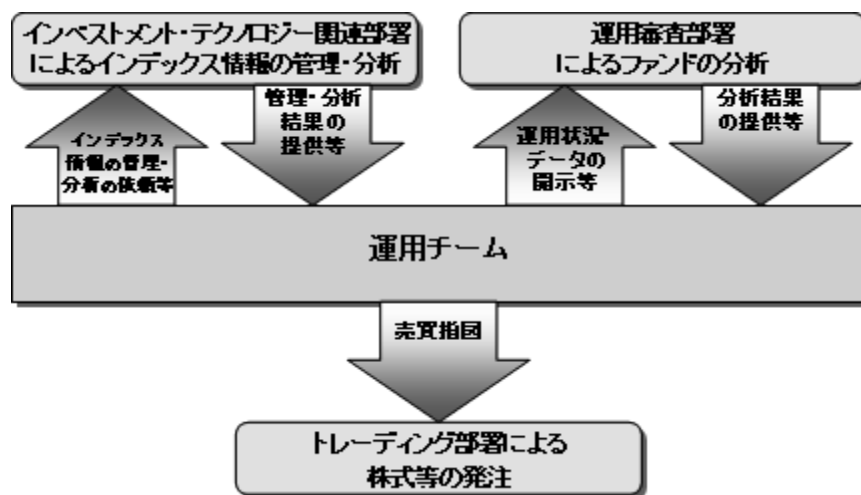 インベストメント・テクノロジー関連部署
によるインデックス情報の管理・分析
運用審査部署
によるファンドの分析
インデックス
情報の管理・
分析の依頼等
管理・分析
結果の
提供等
運用状況・
データの
開示等
分析結果
の提供等
運用チーム
売買指図
トレーディング部署による
株式等の発注